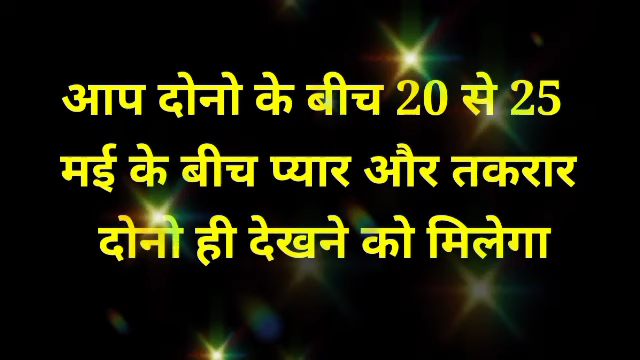 आप दोनो के बीच 20 से 25
मई के बीच प्यार और तकरार
दोनो ही देखने को मिलेगा